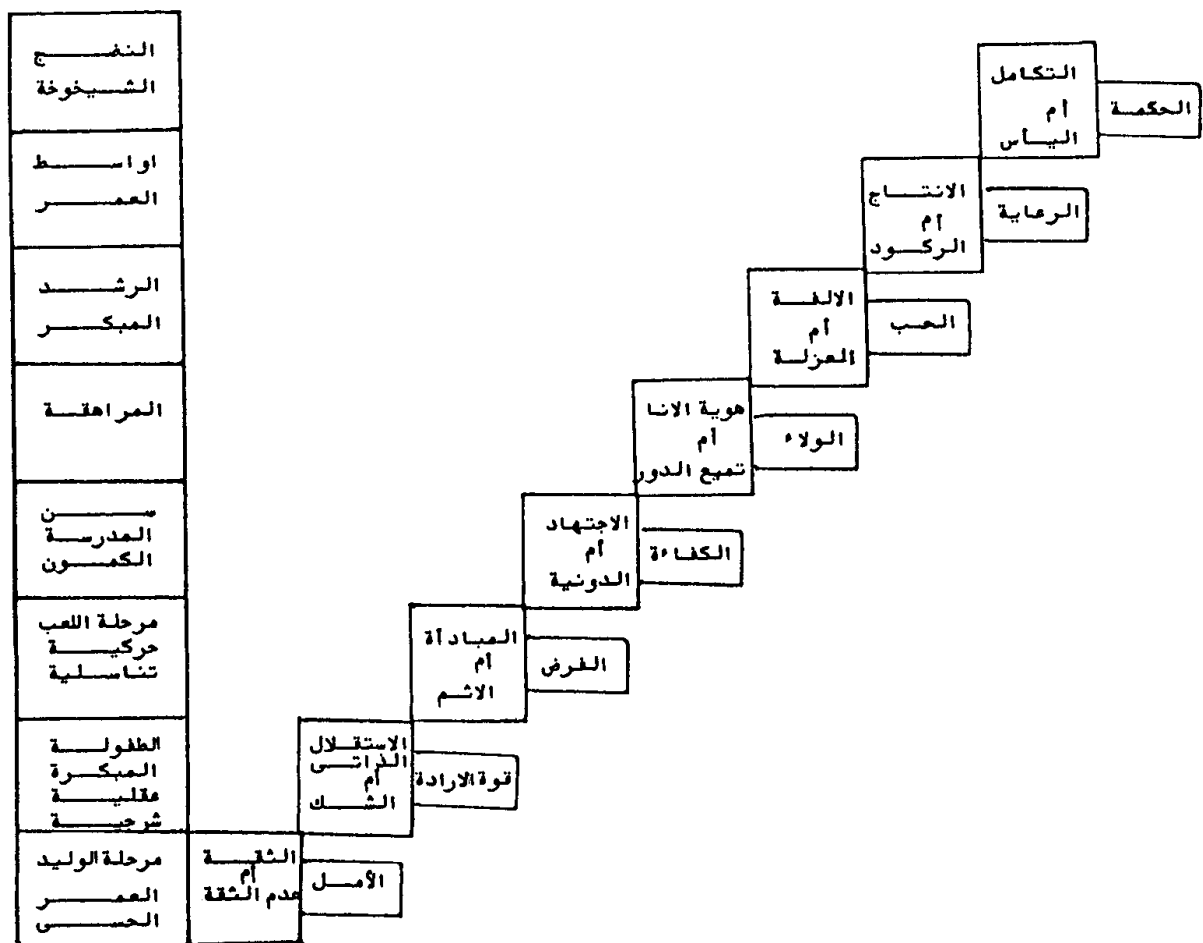 النضج
الشيخوخة
التكامل
أم
اليأس
الحكمة
اواسط
العمر
الانتاج
أم
الركود
الرعاية
الرشد
المبكر
الالفة
أم
العزلة
الحب
المراهقة
هوية الانا
أم
تميع الدور
الولاء
سن
المدرسة
الكمون
الاجتهاد
أم
الدونية
الكفاءة
مرحلة اللعب
حركية
تناسلية
المبادأة
أم
الاثم
الغرض
الطفولة
المبكرة
عقلية
شرجية
الاستقلال
الذاتى
أم
الشك
قوة الارادة
مرحلة الوليد
العمر
الحسى
الثقة
أم
عدم الثقة
الأمل